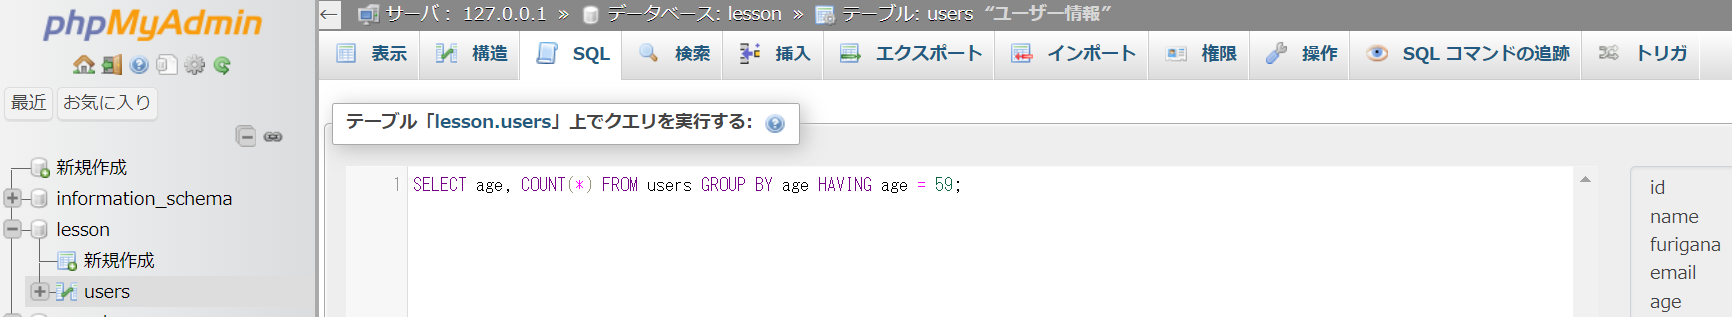 phpMyAdmin
最近 お気に入り
新規作成
information_schema
lesson
新規作成
users
← サーバ: 127.0.0.1 » データベース: lesson » テーブル: users “ユーザー情報”
表示 構造 SQL 検索 挿入 エクスポート インポート 権限 操作 SQL コマンドの追跡 トリガ
テーブル「lesson.users」上でクエリを実行する:
1 SELECT age, COUNT(*) FROM users GROUP BY age HAVING age = 59;
id
name
furigana
email
age